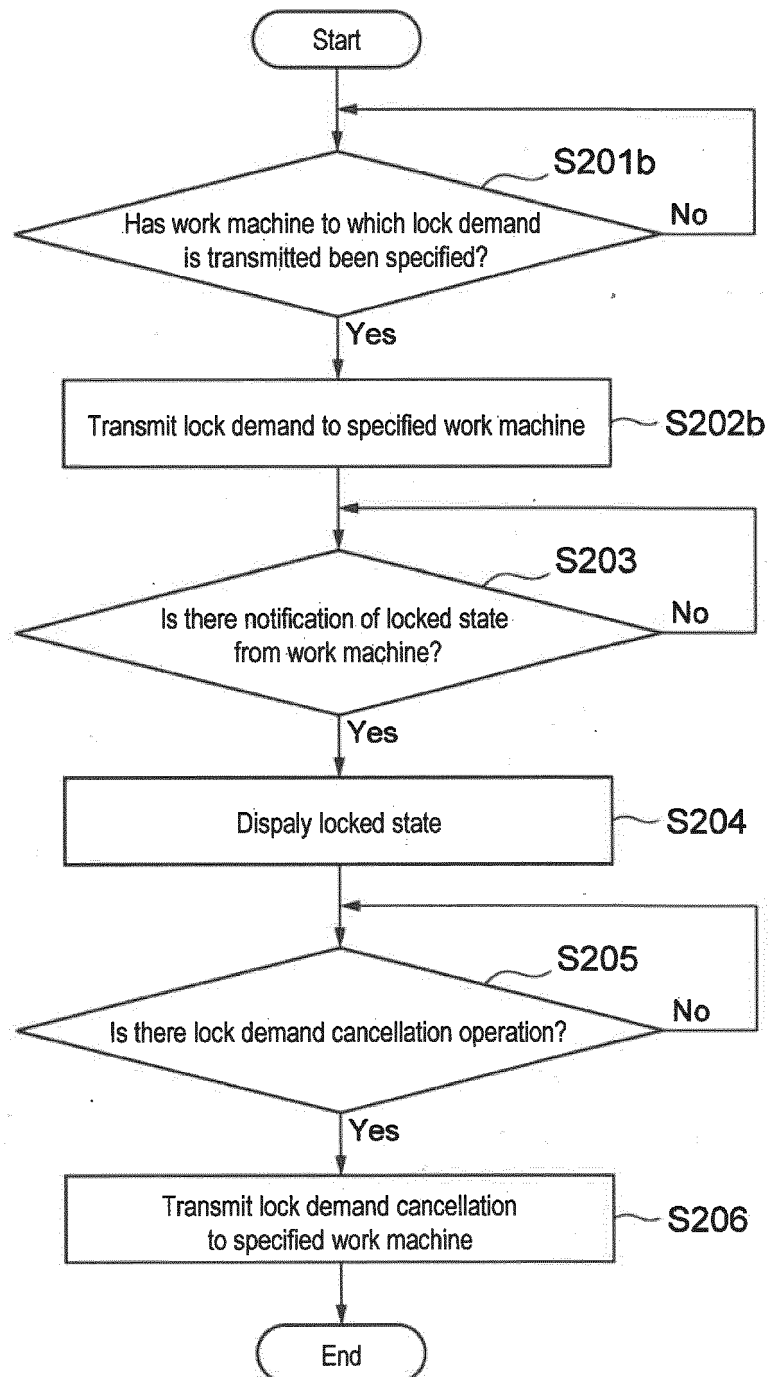 Start
S201b
Has work machine to which lock demand
is transmitted been specified?
No
Yes
Transmit lock demand to specified work machine
S202b
S203
Is there notification of locked state
from work machine?
No
Yes
Dispaly locked state
S204
S205
Is there lock demand cancellation operation?
No
Yes
Transmit lock demand cancellation
to specified work machine
S206
End